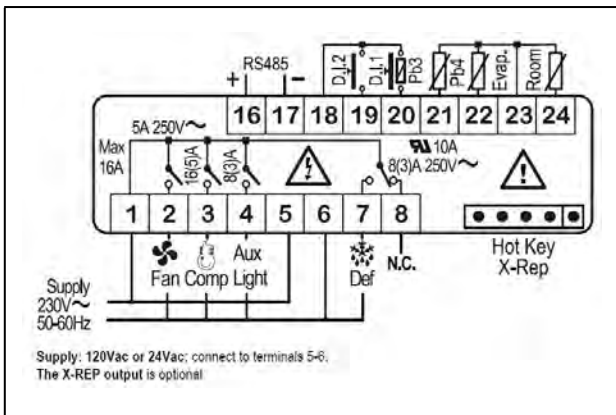 + RS485 -
D.I.2
D.I.1
Pb3
Pb4
Evap.
Room
16 17 18 19 20 21 22 23 24
5A 250V~
Max
16A
16(5)A
8(3)A
10A
8(3)A 250V~
1 2 3 4 5 6 7 8
Aux
Fan Comp Light
Def
N.C.
Hot Key
X-Rep
Supply
230V~
50-60Hz
Supply: 120Vac or 24Vac: connect to terminals 5-6.
The X-REP output is optional